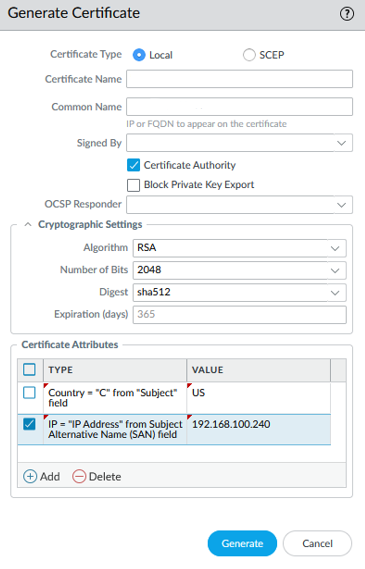 Generate Certificate ?
Certificate Type Local SCEP
Certificate Name
Common Name
IP or FQDN to appear on the certificate
Signed By
Certificate Authority
Block Private Key Export
OCSP Responder
Cryptographic Settings
Algorithm RSA
Number of Bits 2048
Digest sha512
Expiration (days) 365
Certificate Attributes
TYPE VALUE
Country = "C" from "Subject" US
field
IP = "IP Address" from Subject 192.168.100.240
Alternative Name (SAN) field
Add Delete
Generate Cancel